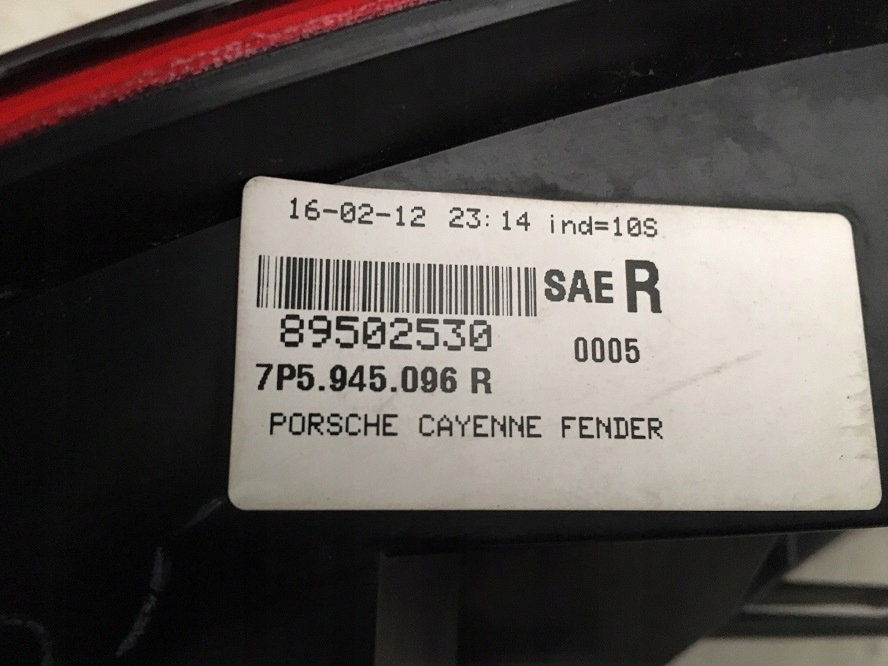 16-02-12 23:14 ind=10S
SAE R
89502530
0005
7P5.945.096 R
PORSCHE CAYENNE FENDER